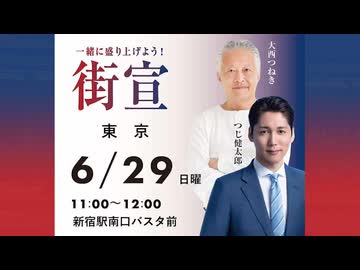 一緒に盛り上げよう!
街宣
東京
6/29日曜
11:00〜12:00
新宿駅南口バスタ前
大西つねき
つじ健太郎